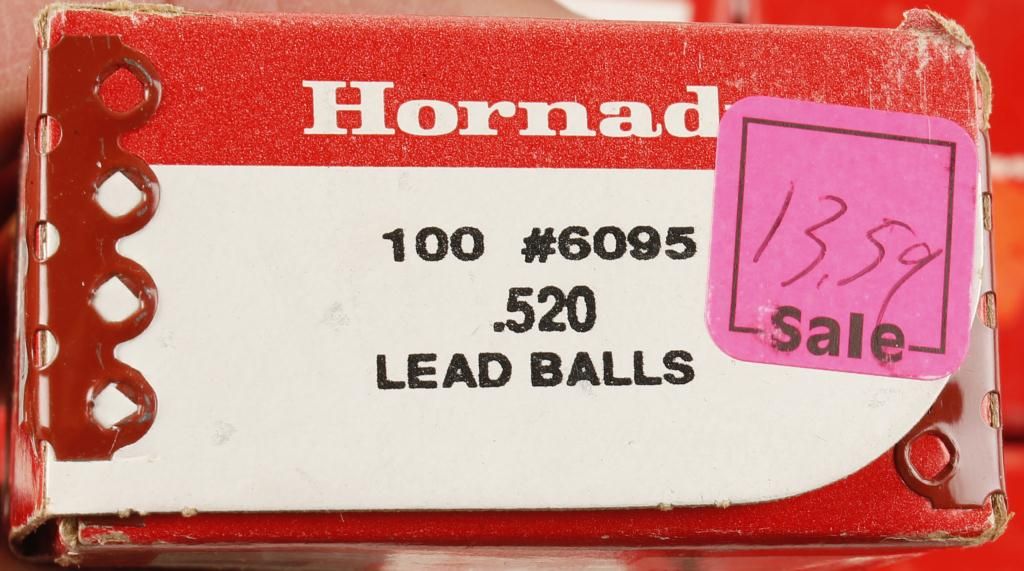 Hornad
100 #6095
.520
LEAD BALLS
13.59
Sale